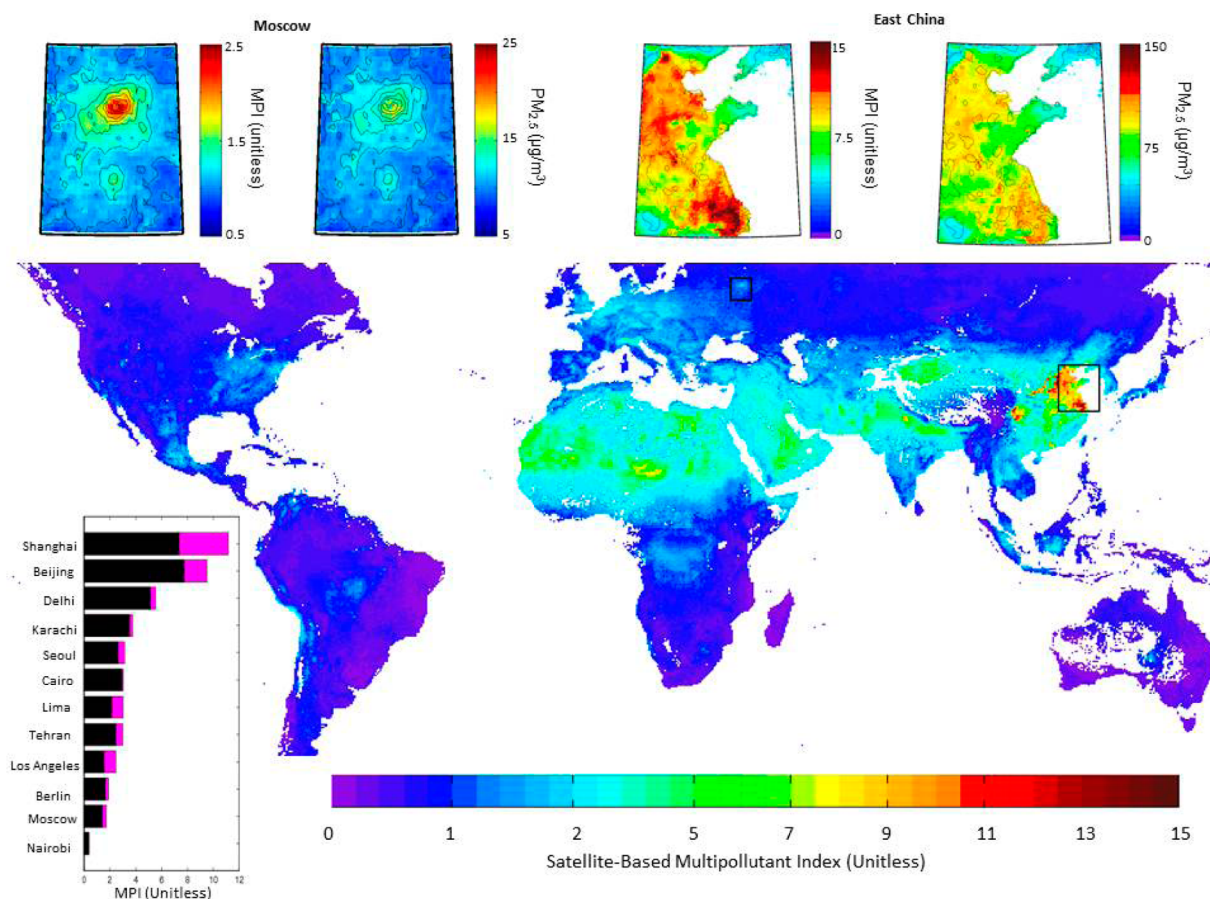 Moscow
East China
2.5
1.5
0.5
MPI (unitless)
25
15
5
PM2.5 (µg/m3)
15
7.5
0
MPI (unitless)
150
75
0
PM2.5 (µg/m3)
Shanghai
Beijing
Delhi
Karachi
Seoul
Cairo
Lima
Tehran
Los Angeles
Berlin
Moscow
Nairobi
0 2 4 6 8 10 12
MPI (Unitless)
0 1 2 5 7 9 11 13 15
Satellite-Based Multipollutant Index (Unitless)